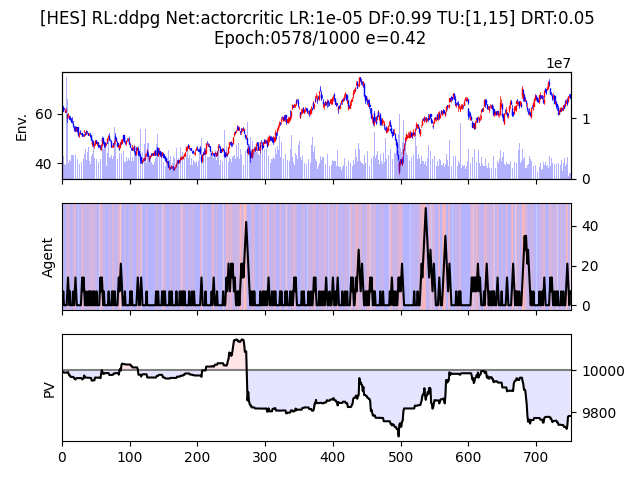 [HES] RL:ddpg Net:actorcritic LR:1e-05 DF:0.99 TU:[1,15] DRT:0.05
Epoch:0578/1000 e=0.42
1e7
Env.
60
40
1
0
Agent
40
20
0
PV
10000
9800
0 100 200 300 400 500 600 700